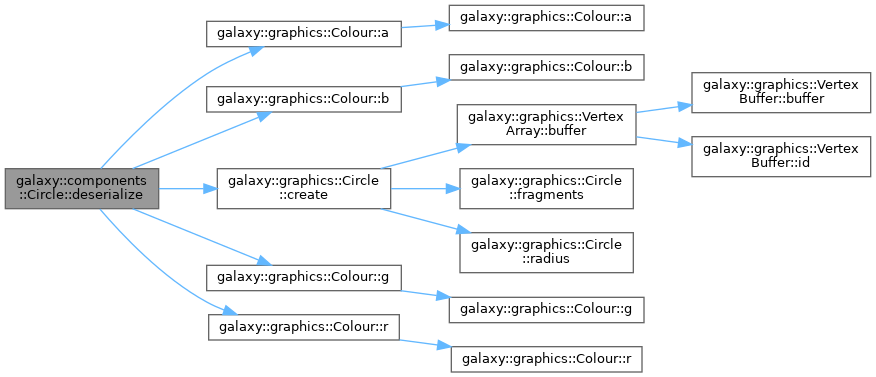 galaxy::components
::Circle::deserialize
galaxy::graphics::Colour::a
galaxy::graphics::Colour::a
galaxy::graphics::Colour::b
galaxy::graphics::Colour::b
galaxy::graphics::Circle
::create
galaxy::graphics::Vertex
Array::buffer
galaxy::graphics::Vertex
Buffer::buffer
galaxy::graphics::Vertex
Buffer::id
galaxy::graphics::Circle
::fragments
galaxy::graphics::Circle
::radius
galaxy::graphics::Colour::g
galaxy::graphics::Colour::g
galaxy::graphics::Colour::r
galaxy::graphics::Colour::r